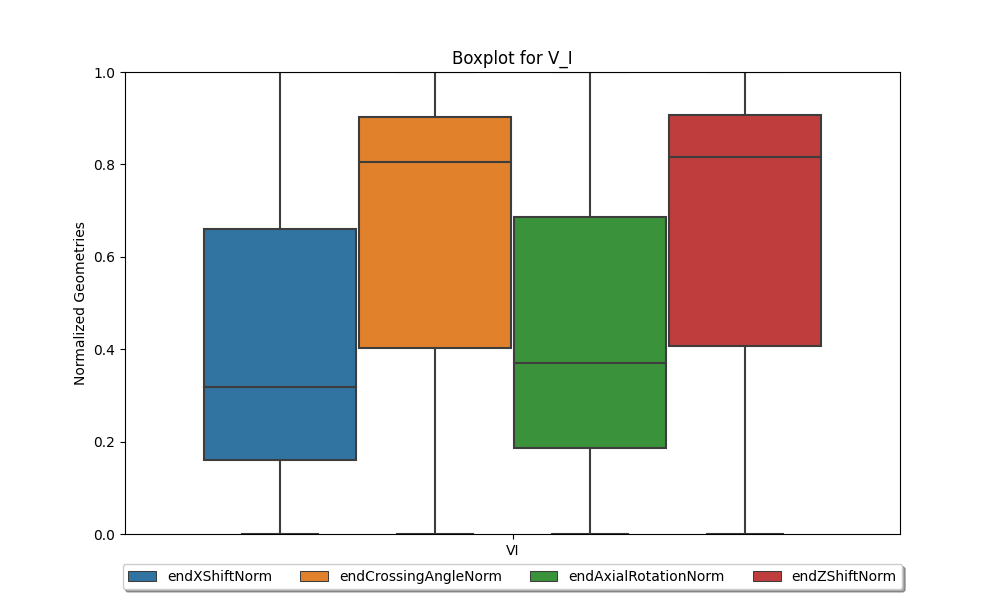 Boxplot for V_I
1.0
0.8
0.6
0.4
0.2
0.0
Normalized Geometries
VI
endXShiftNorm endCrossingAngleNorm endAxialRotationNorm endZShiftNorm